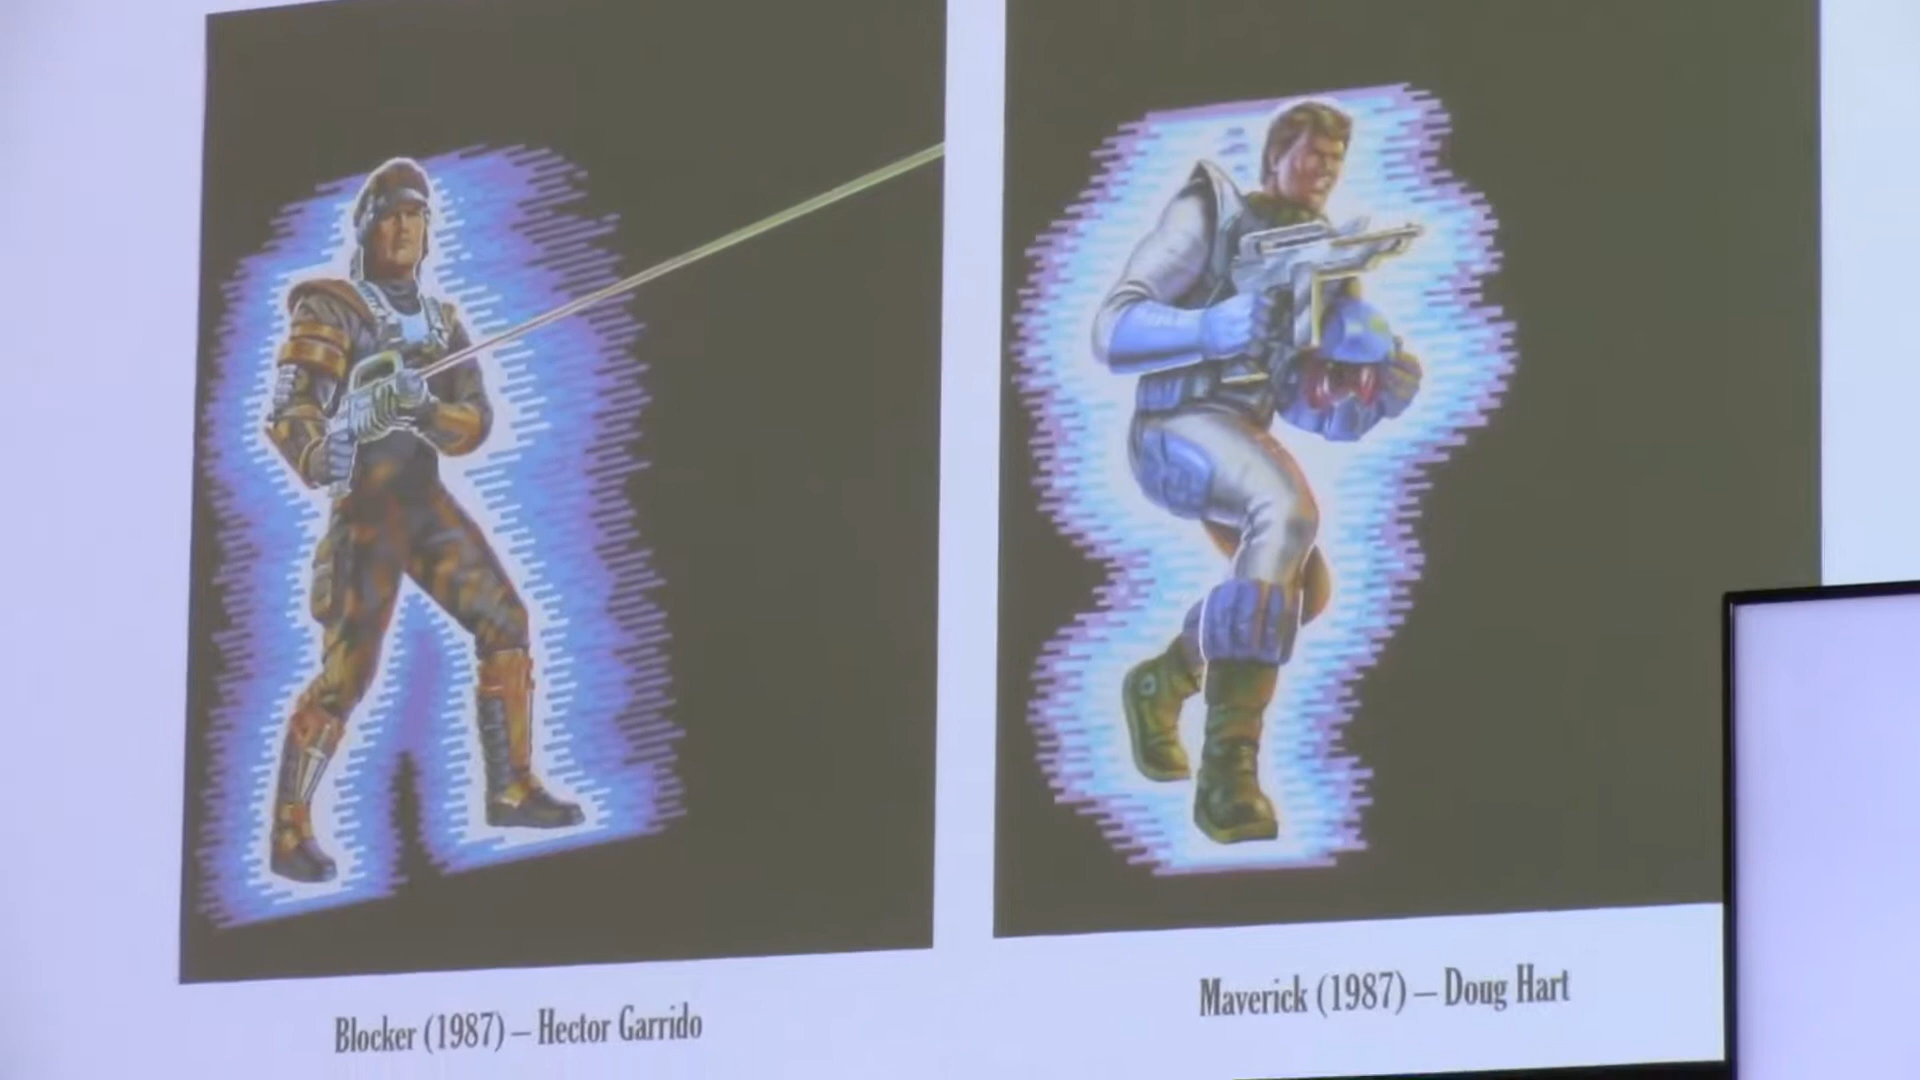 Blocker (1987) – Hector Garrido
Maverick (1987) – Doug Hart